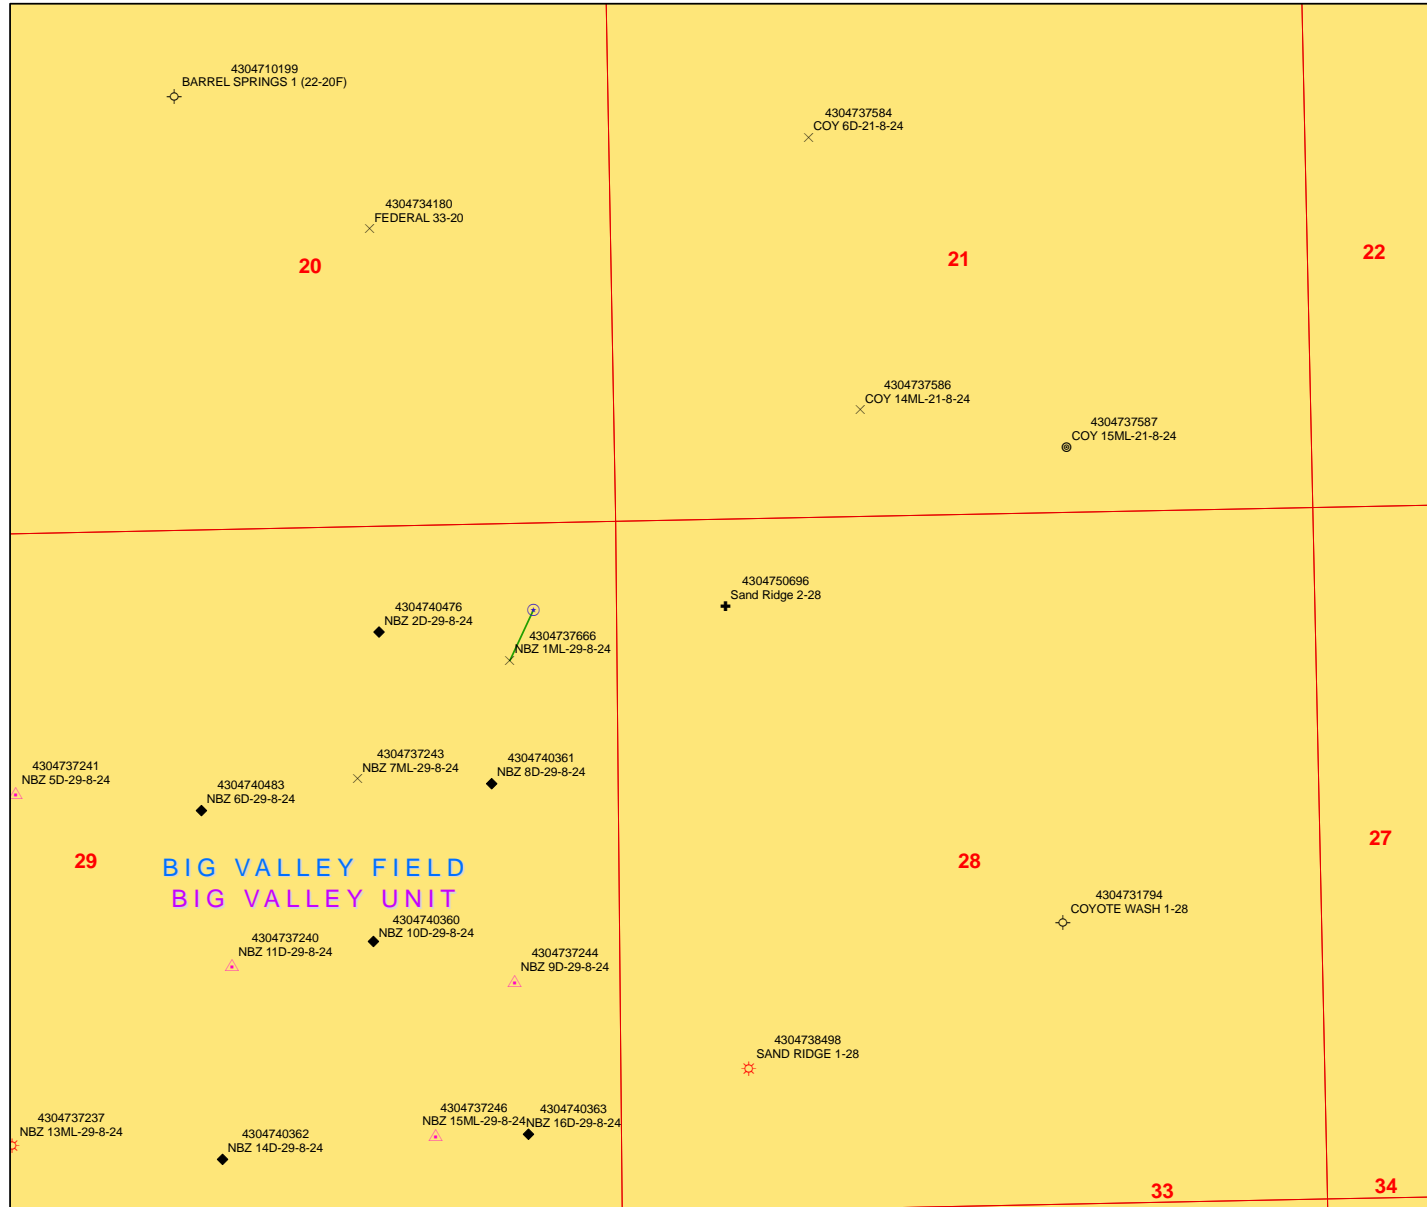 4304710199
BARREL SPRINGS 1 (22-20F)
4304737584
COY 6D-21-8-24
4304734180
FEDERAL 33-20
20
21
22
4304737586
COY 14ML-21-8-24
4304737587
COY 15ML-21-8-24
4304750696
Sand Ridge 2-28
4304740476
NBZ 2D-29-8-24
4304737666
NBZ 1ML-29-8-24
4304737241
NBZ 5D-29-8-24
4304737243
NBZ 7ML-29-8-24
4304740361
NBZ 8D-29-8-24
4304740483
NBZ 6D-29-8-24
29
BIG VALLEY FIELD
BIG VALLEY UNIT
28
27
4304731794
COYOTE WASH 1-28
4304740360
NBZ 10D-29-8-24
4304737240
NBZ 11D-29-8-24
4304737244
NBZ 9D-29-8-24
4304738498
SAND RIDGE 1-28
4304737237
NBZ 13ML-29-8-24
4304740362
NBZ 14D-29-8-24
4304737246
NBZ 15ML-29-8-24
4304740363
NBZ 16D-29-8-24
33
34